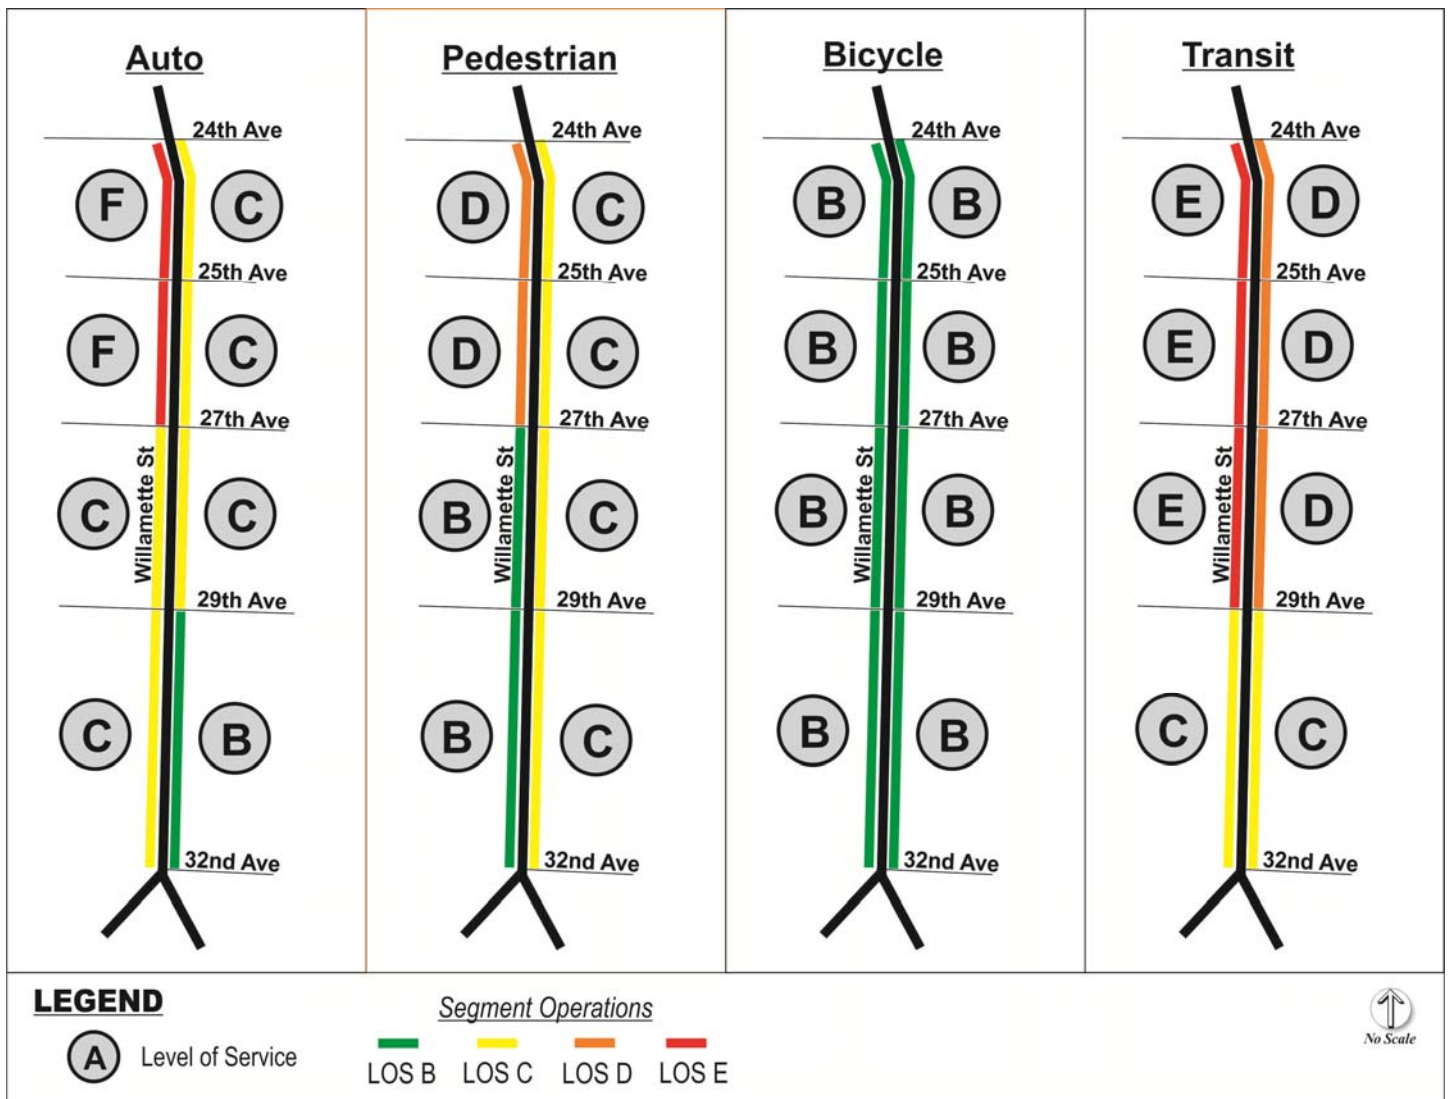 Auto
24th Ave
F
C
25th Ave
F
C
27th Ave
Willamette St
C
C
29th Ave
C
B
32nd Ave
Pedestrian
24th Ave
D
C
25th Ave
D
C
27th Ave
Willamette St
B
C
29th Ave
B
C
32nd Ave
Bicycle
24th Ave
B
B
25th Ave
B
B
27th Ave
Willamette St
B
B
29th Ave
B
B
32nd Ave
Transit
24th Ave
E
D
25th Ave
E
D
27th Ave
Willamette St
E
D
29th Ave
C
C
32nd Ave
LEGEND
A
Level of Service
Segment Operations
LOS B
LOS C
LOS D
LOS E
No Scale